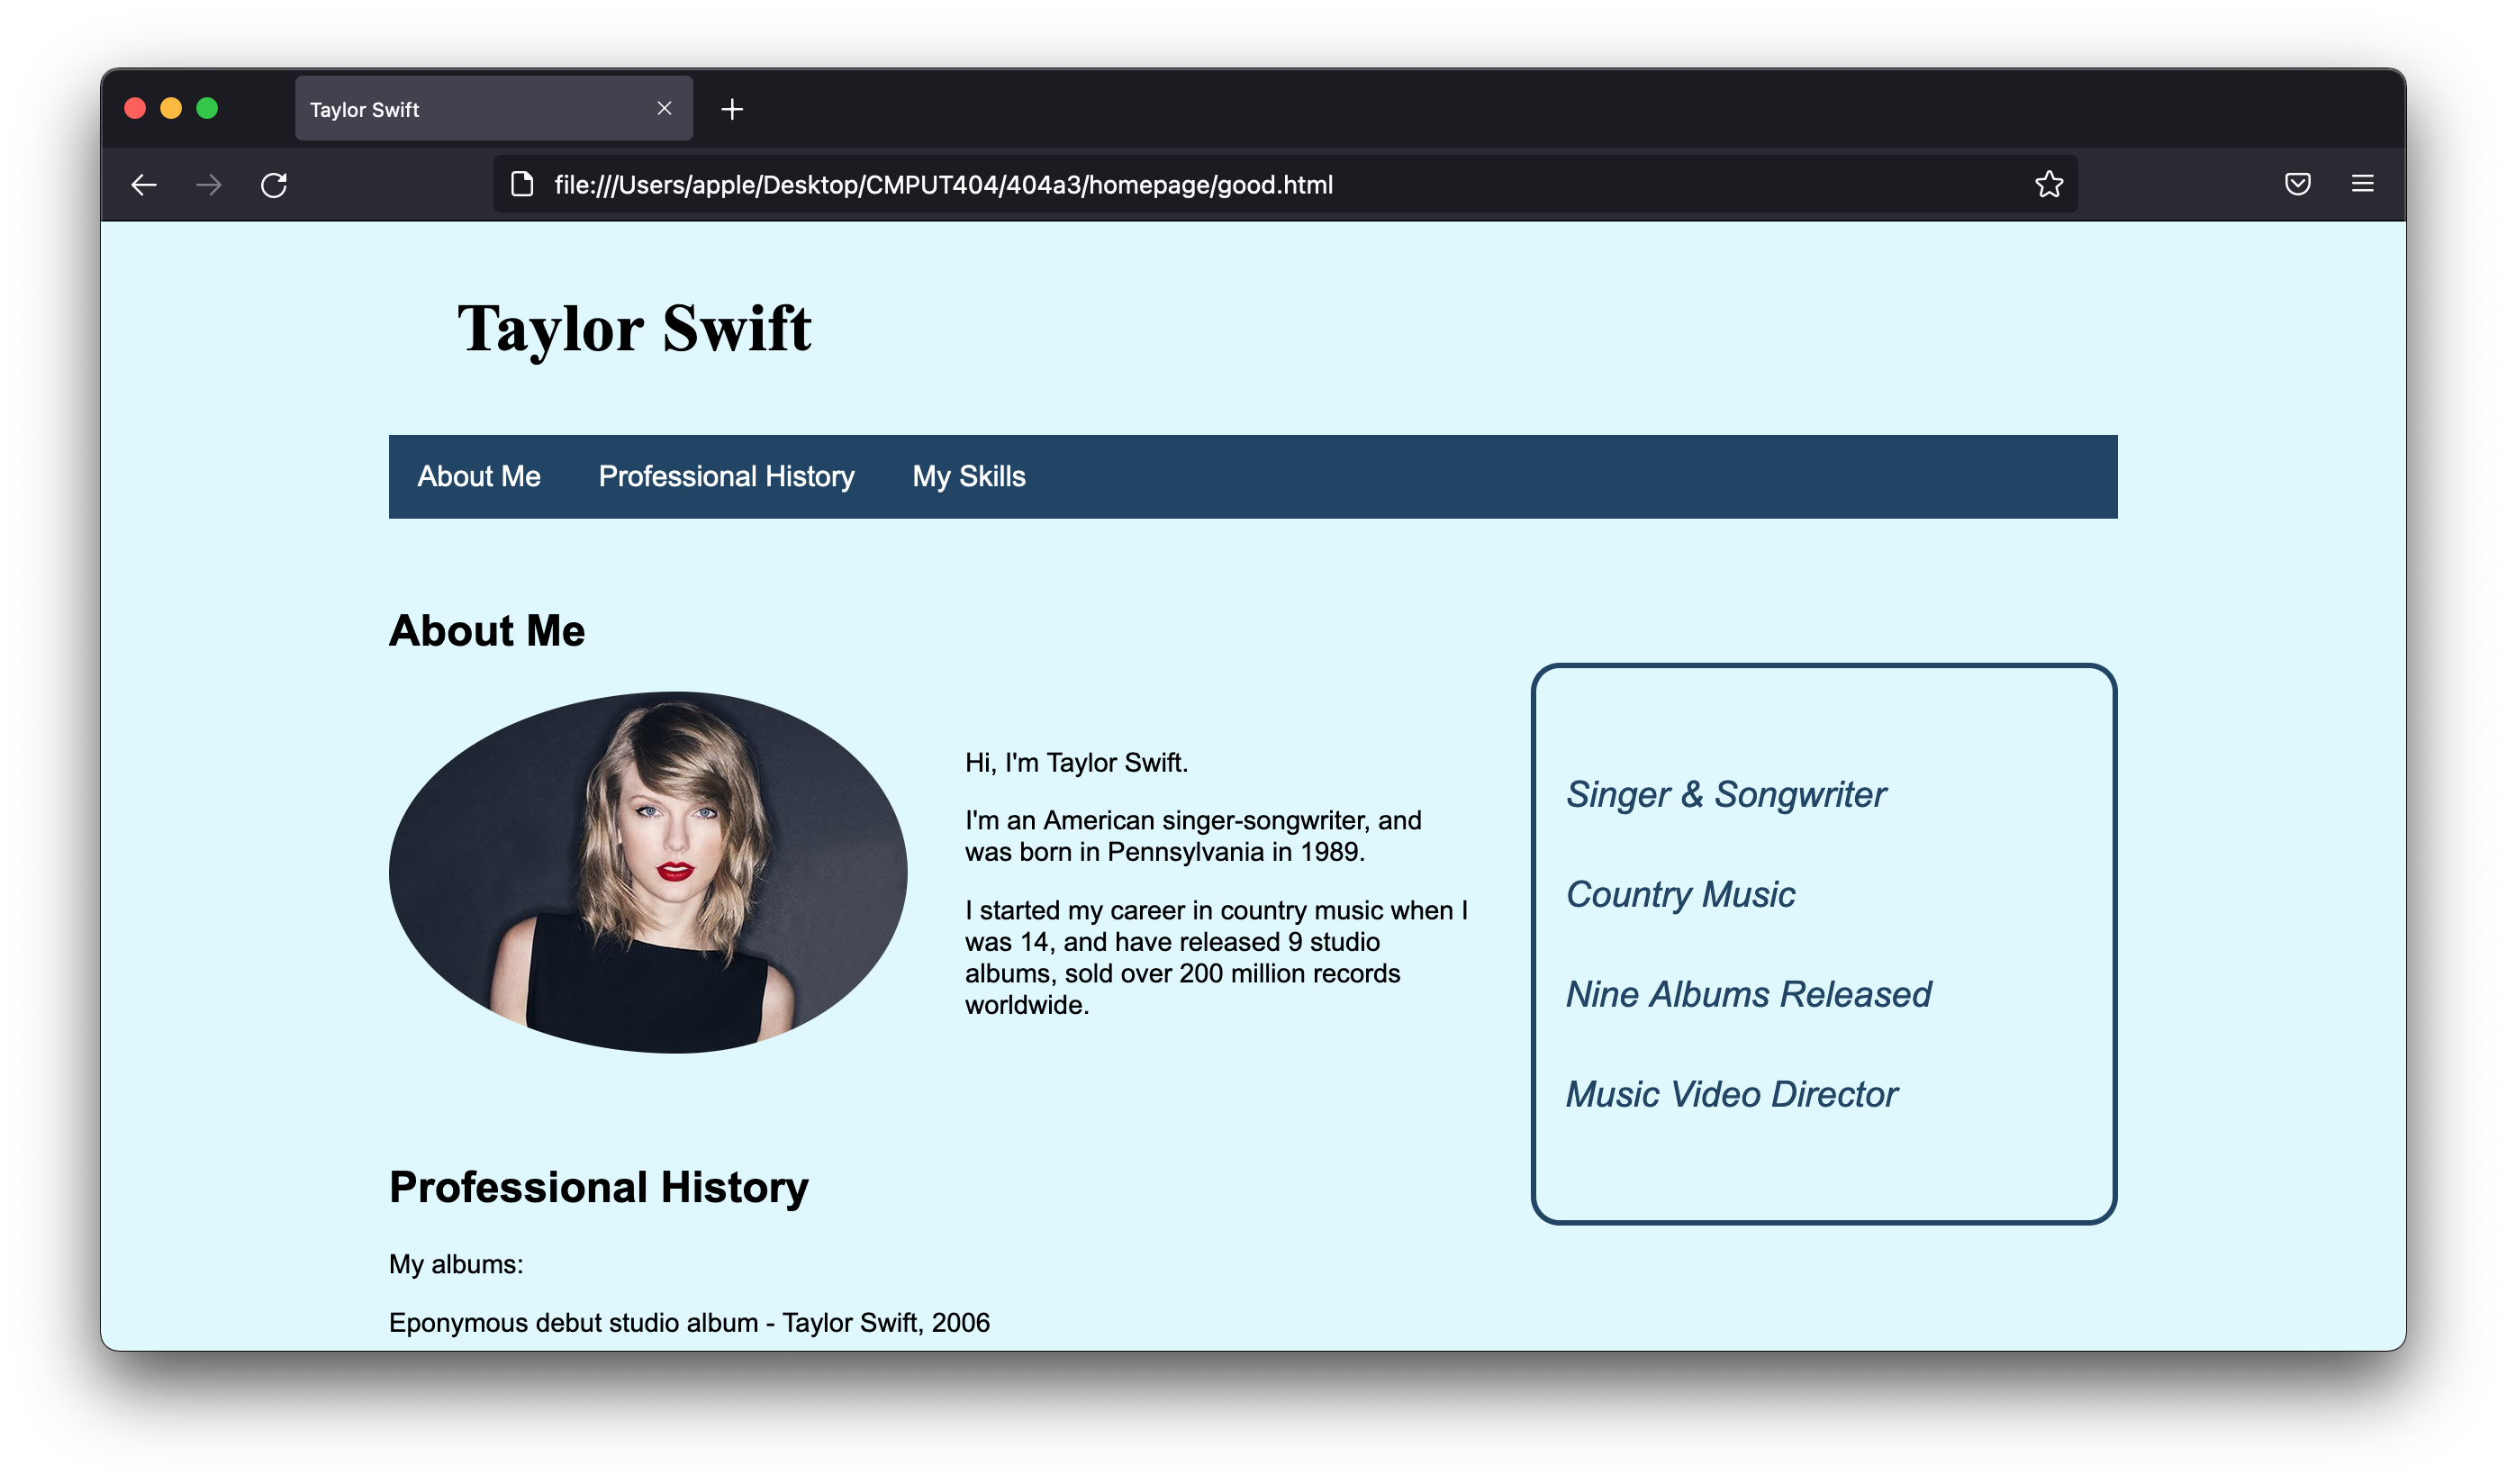 Taylor Swift
file:///Users/apple/Desktop/CMPUT404/404a3/homepage/good.html
Taylor Swift
About Me
Professional History
My Skills
About Me
Hi, I'm Taylor Swift.
I'm an American singer-songwriter, and
was born in Pennsylvania in 1989.
I started my career in country music when I
was 14, and have released 9 studio
albums, sold over 200 million records
worldwide.
Singer & Songwriter
Country Music
Nine Albums Released
Music Video Director
Professional History
My albums:
Eponymous debut studio album - Taylor Swift, 2006